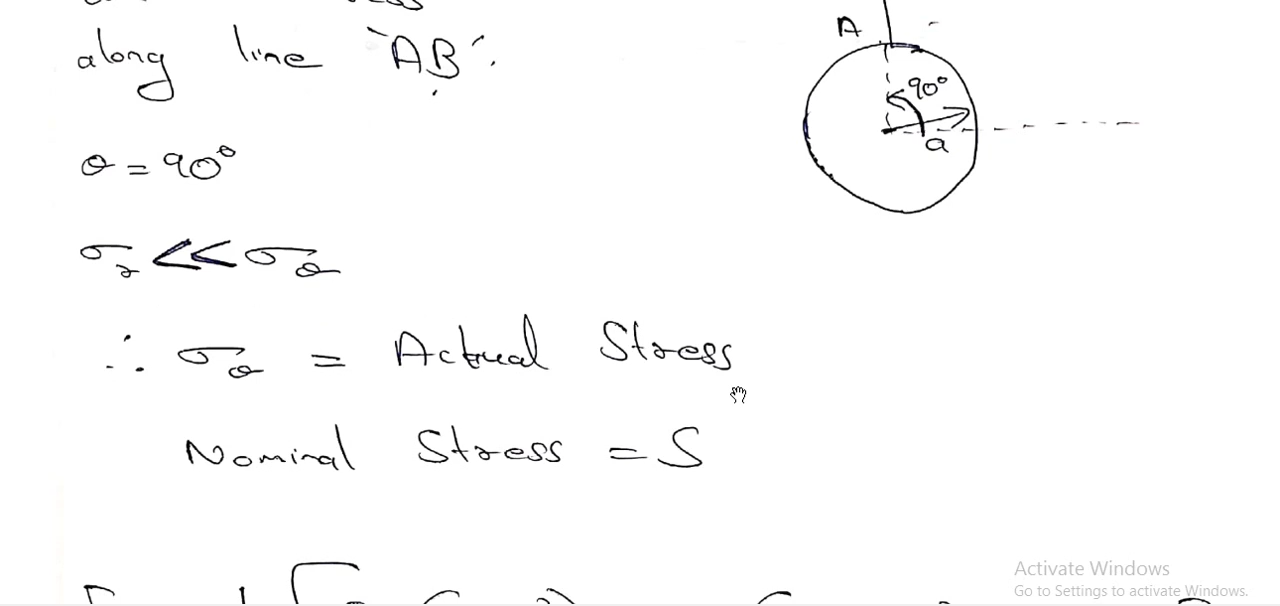 along line "AB".
A
90°
a
θ = 90°
σr << σθ
∴ σθ = Actual Stress
Nominal Stress = S
Activate Windows
Go to Settings to activate Windows.